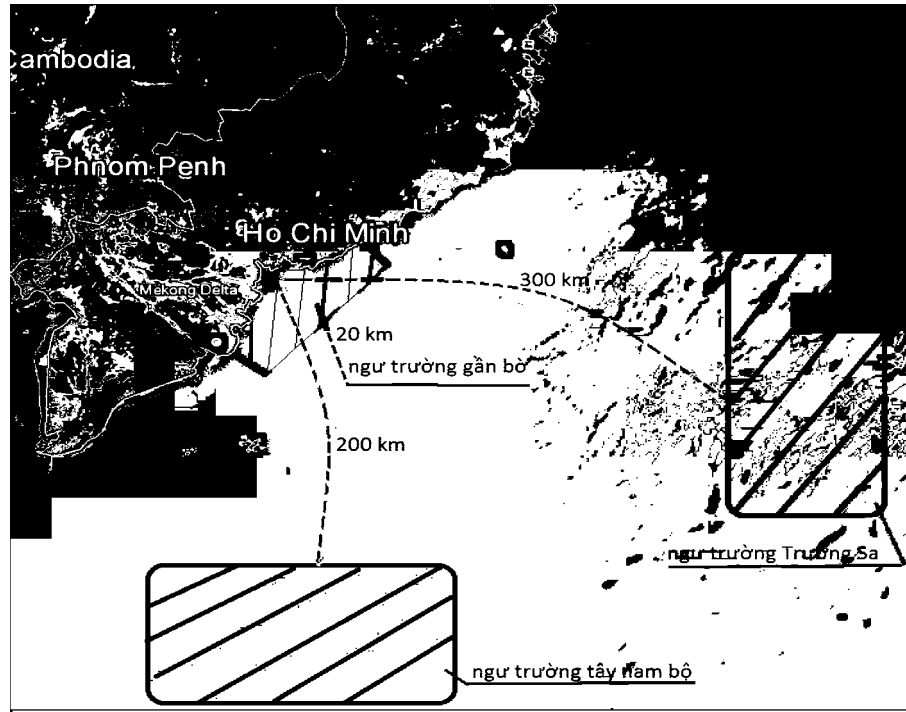 Cambodia
Phnom Penh
Ho Chi Minh
Mekong Delta
300 km
20 km
ngư trường gần bờ
200 km
ngư trường Trường Sa
ngư trường tây nam bộ